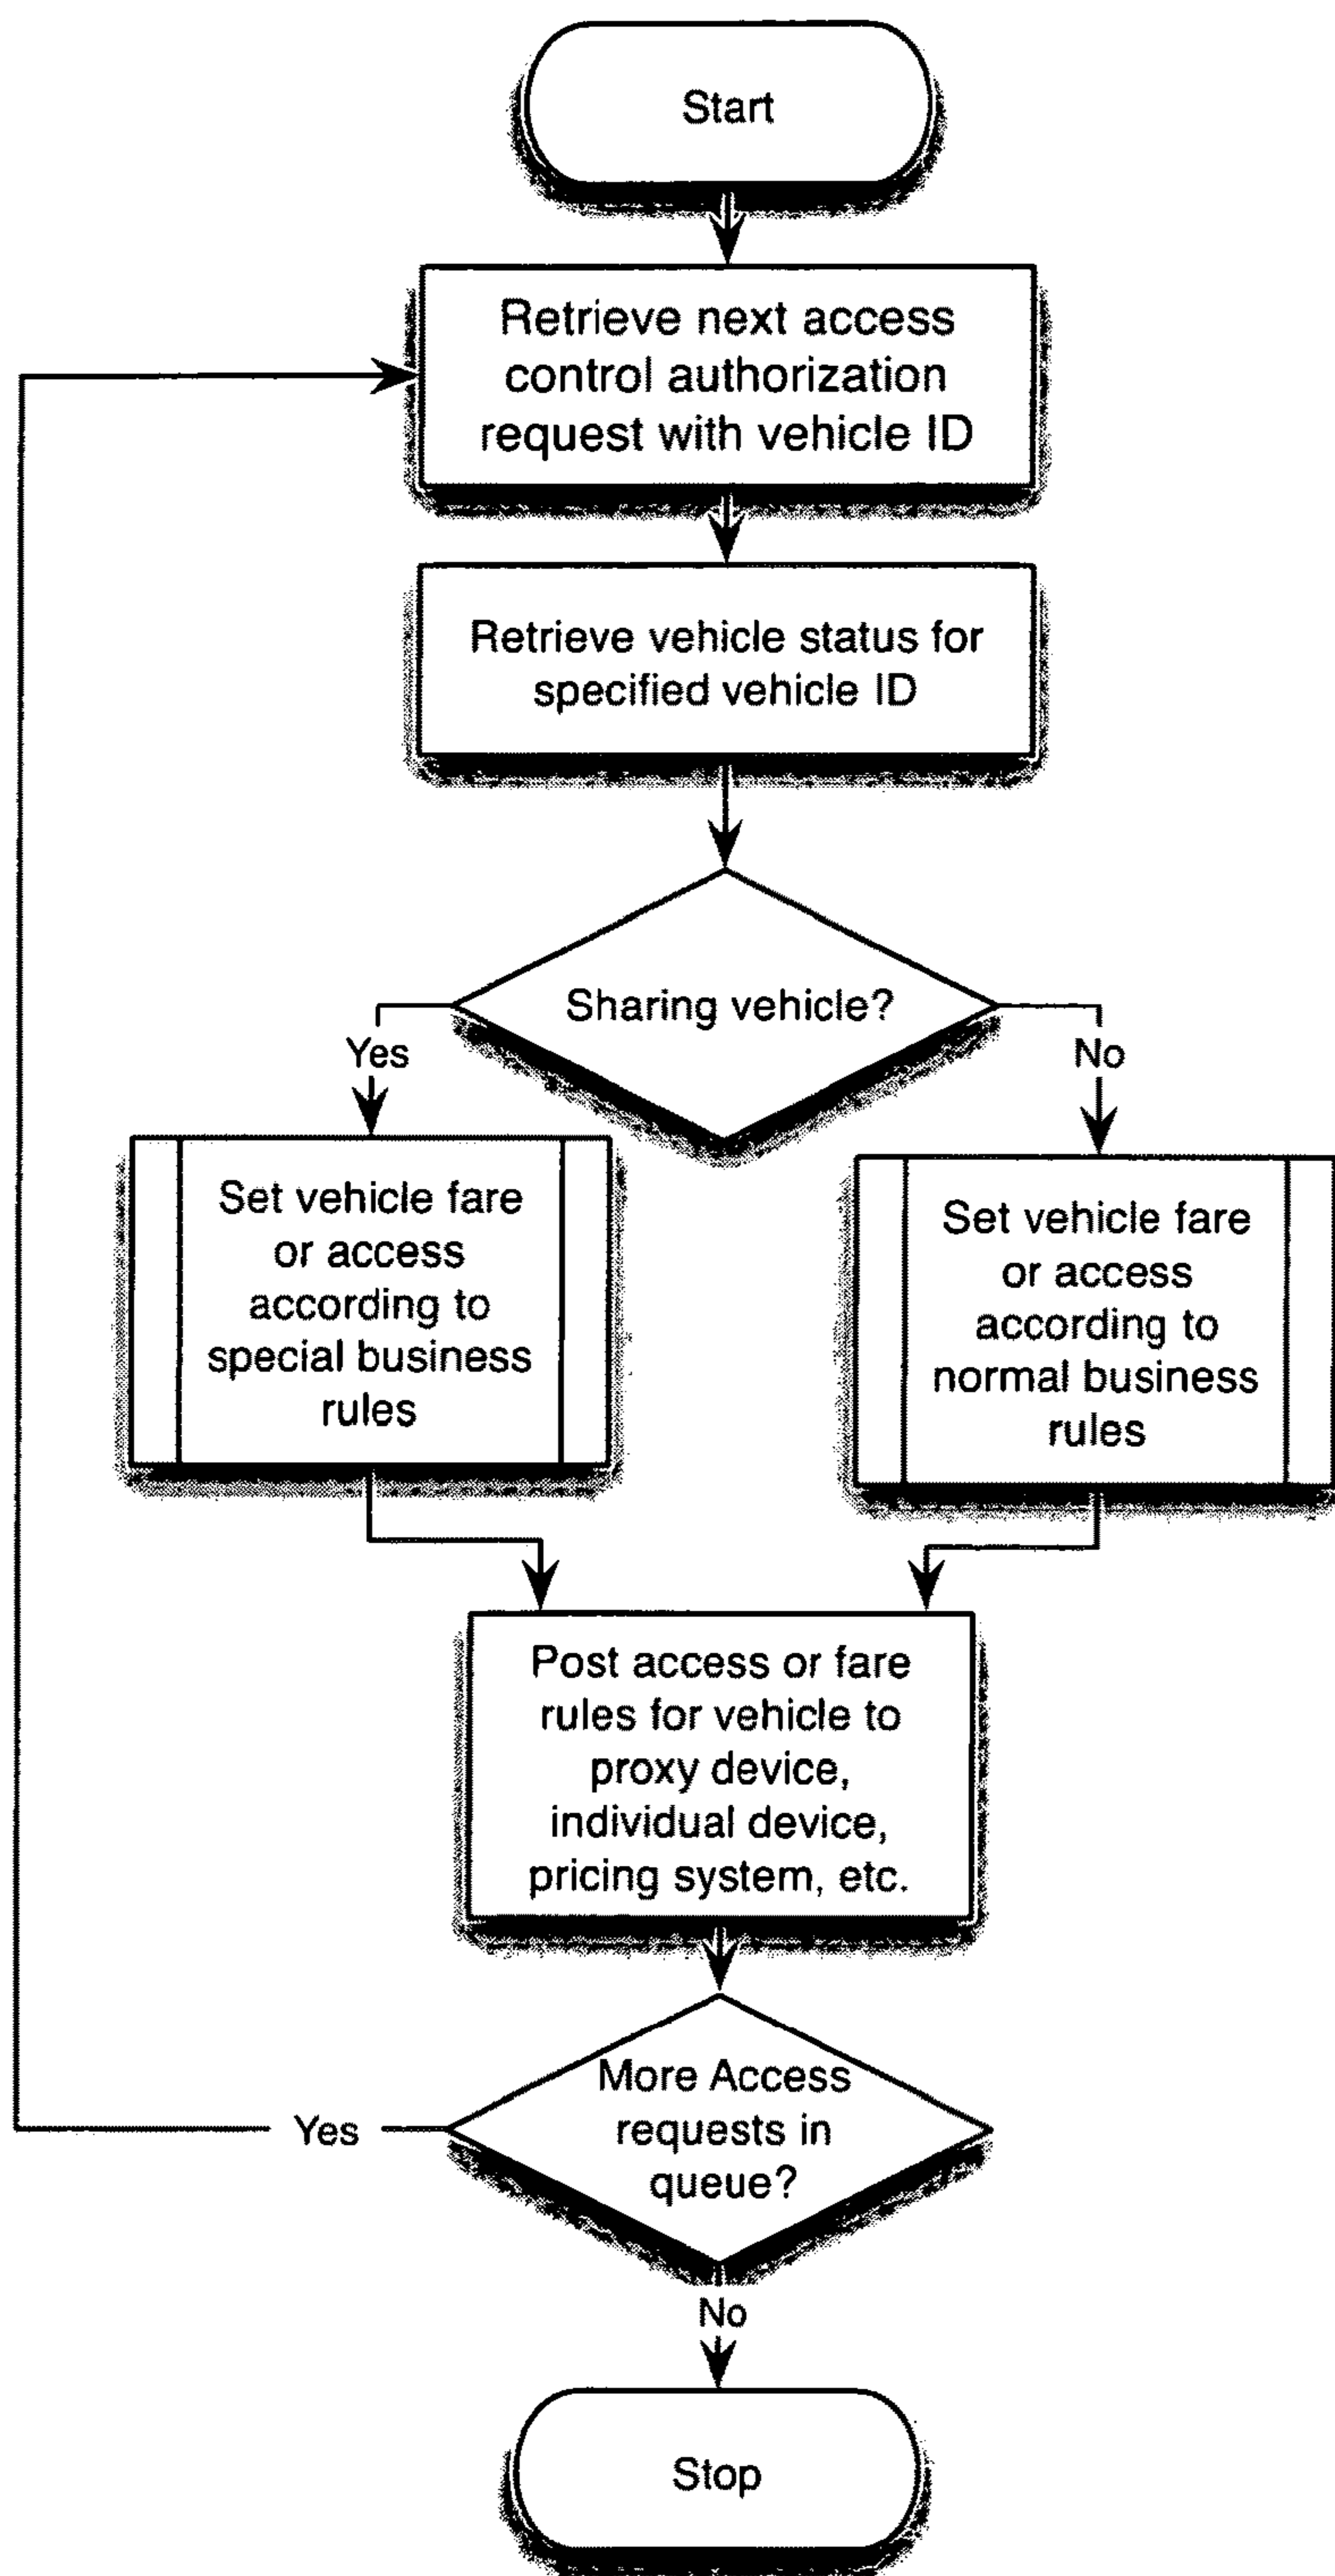 Start
Retrieve next access
control authorization
request with vehicle ID
Retrieve vehicle status for
specified vehicle ID
Sharing vehicle?
Yes
No
Set vehicle fare
or access
according to
special business
rules
Set vehicle fare
or access
according to
normal business
rules
Post access or fare
rules for vehicle to
proxy device,
individual device,
pricing system, etc.
More Access
requests in
queue?
Yes
No
Stop